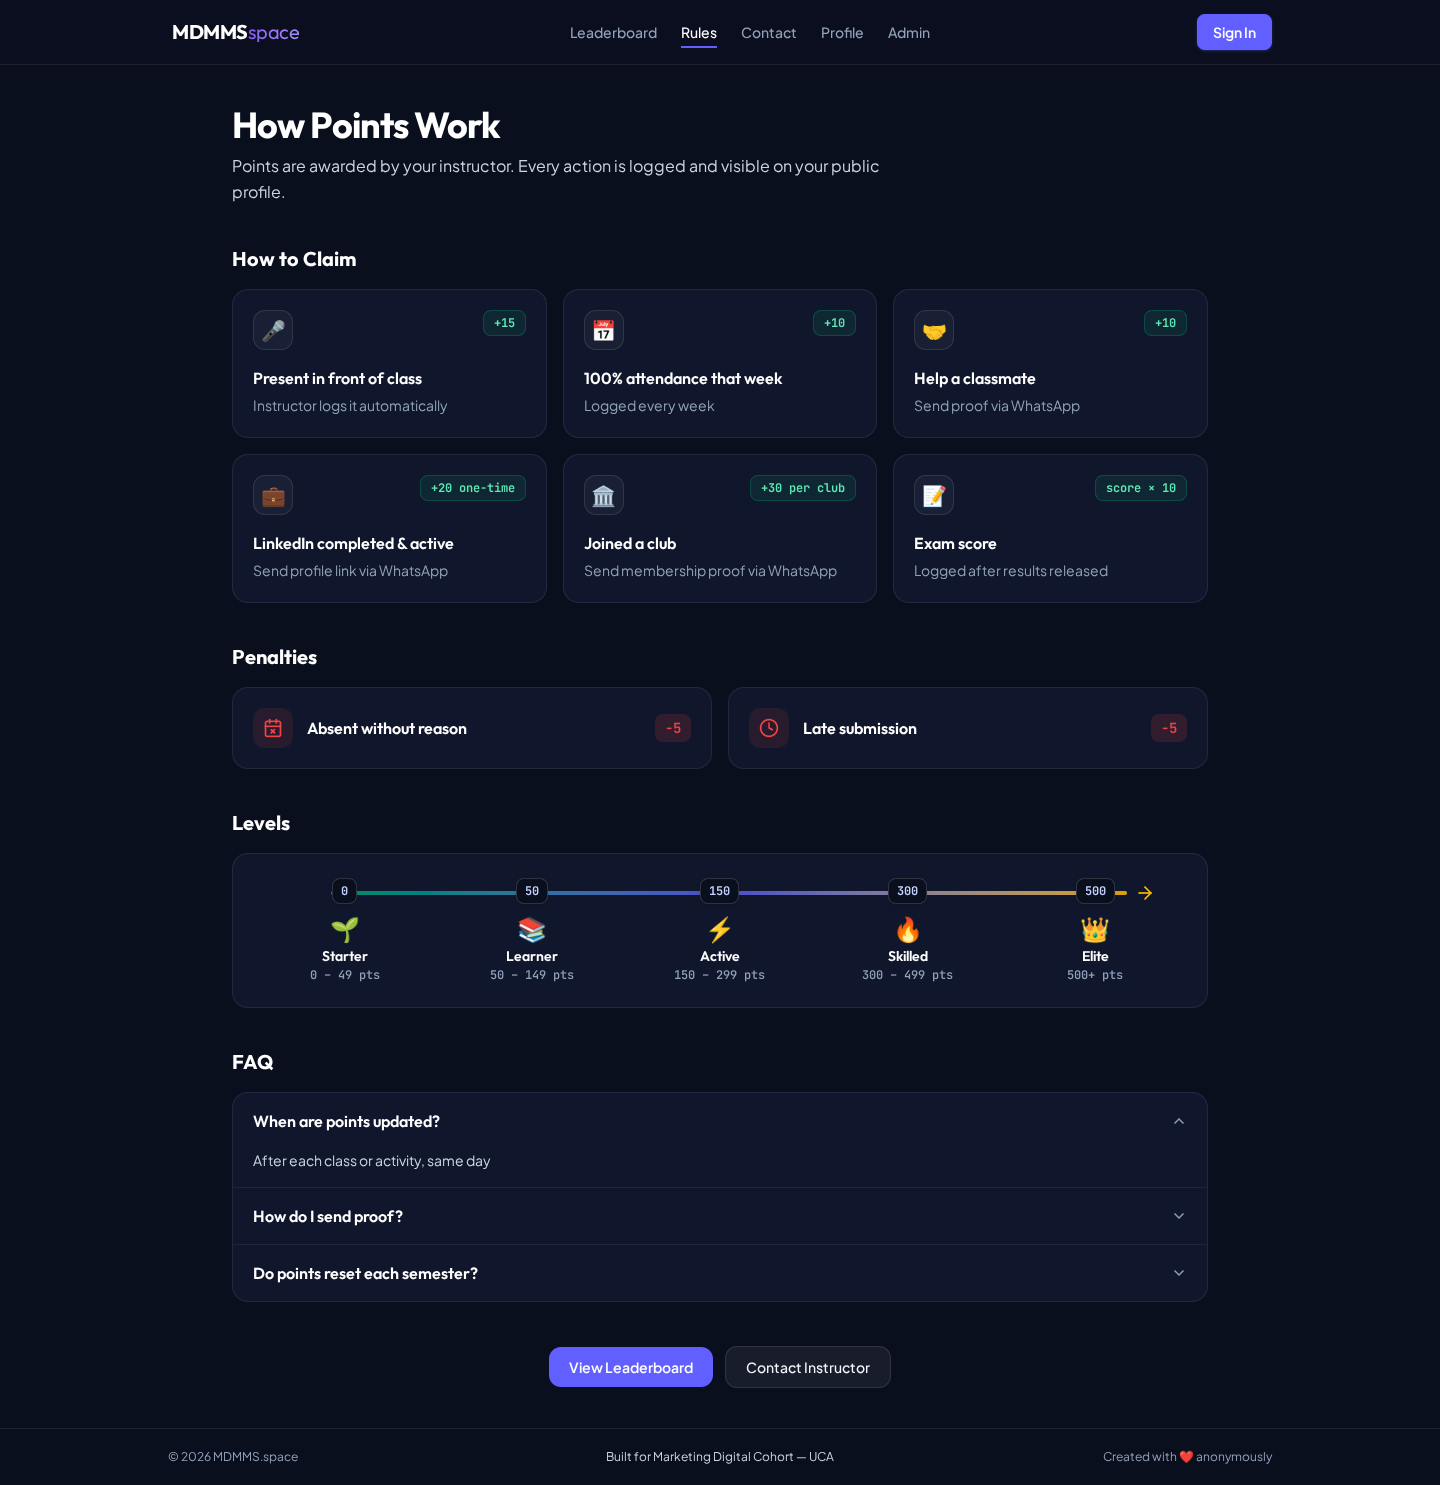 MDMMSspace
Leaderboard
Rules
Contact
Profile
Admin
Sign In
How Points Work
Points are awarded by your instructor. Every action is logged and visible on your public
profile.
How to Claim
+15
Present in front of class
Instructor logs it automatically
+10
100% attendance that week
Logged every week
+10
Help a classmate
Send proof via WhatsApp
+20 one-time
LinkedIn completed & active
Send profile link via WhatsApp
+30 per club
Joined a club
Send membership proof via WhatsApp
score × 10
Exam score
Logged after results released
Penalties
Absent without reason
-5
Late submission
-5
Levels
0
50
150
300
500
Starter
0 – 49 pts
Learner
50 – 149 pts
Active
150 – 299 pts
Skilled
300 – 499 pts
Elite
500+ pts
FAQ
When are points updated?
After each class or activity, same day
How do I send proof?
Do points reset each semester?
View Leaderboard
Contact Instructor
© 2026 MDMMS.space
Built for Marketing Digital Cohort — UCA
Created with ❤️ anonymously